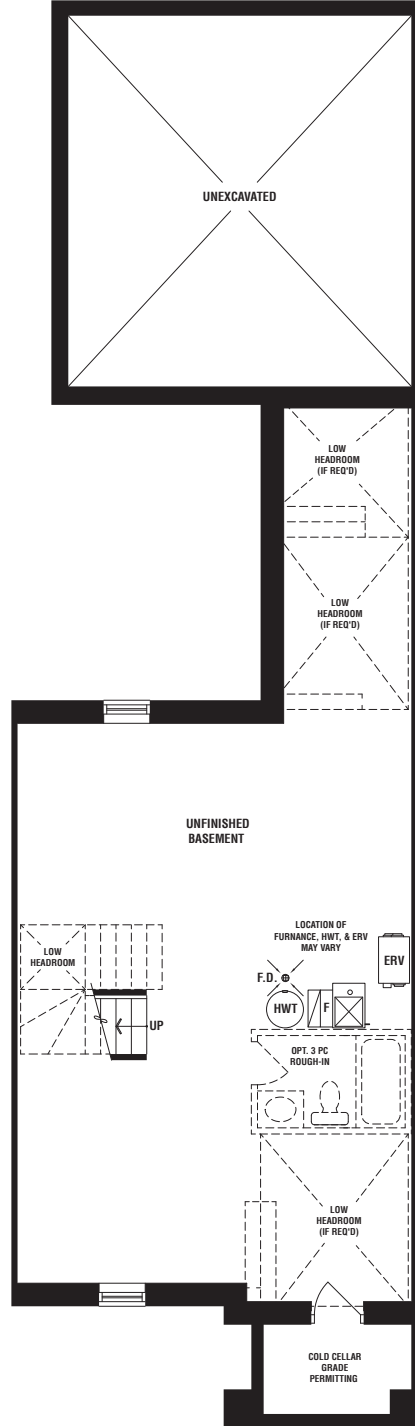 UNEXCAVATED
LOW
HEADROOM
(IF REQ'D)
LOW
HEADROOM
(IF REQ'D)
UNFINISHED
BASEMENT
LOCATION OF
FURNANCE, HWT, & ERV
MAY VARY
LOW
HEADROOM
ERV
F.D.
HWT
F
UP
OPT. 3 PC
ROUGH-IN
LOW
HEADROOM
(IF REQ'D)
COLD CELLAR
GRADE
PERMITTING